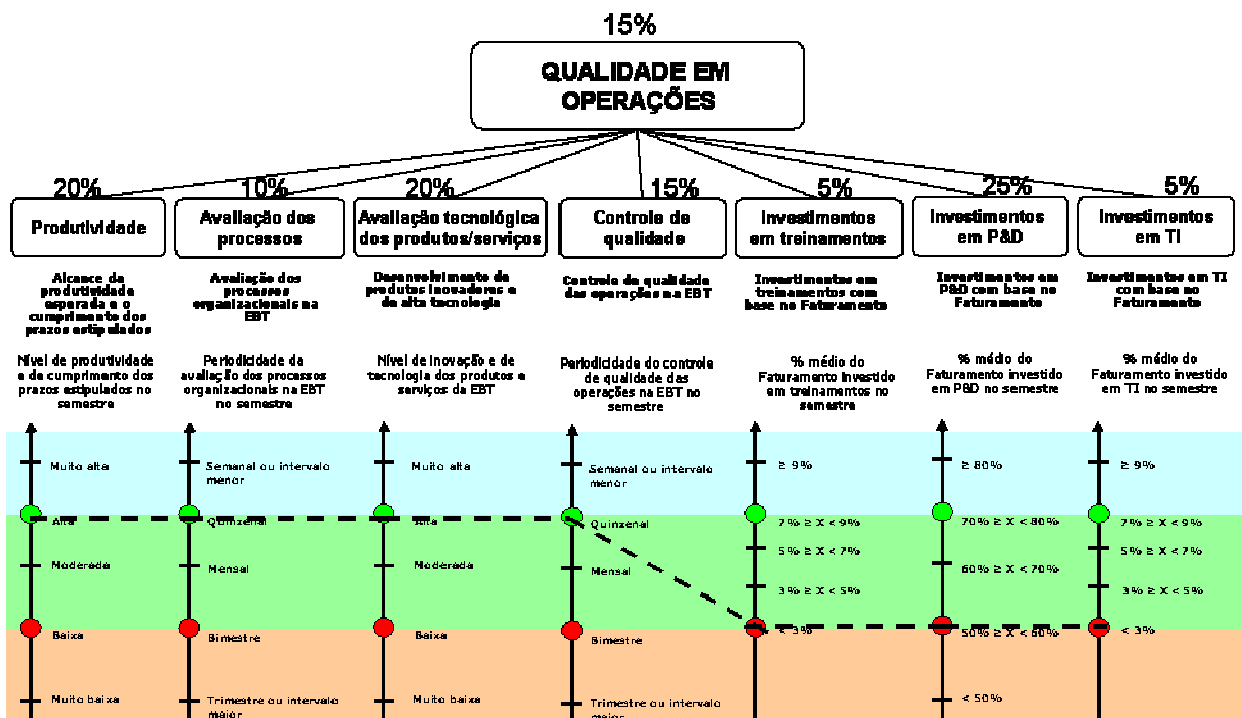 15%
QUALIDADE EM
OPERAÇÕES
20%
10%
20%
15%
5%
25%
5%
Produtividade
Avaliação dos
processos
Avaliação tecnológica
dos produtos/serviços
Controle de
qualidade
Investimentos
em treinamentos
Investimentos
em P&D
Investimentos
em TI
Alcance da
produtividade
esperada e o
cumprimento dos
prazos estipulados
Avaliação dos
processos
organizacionais na
EBT
Desenvolvimento de
produtos inovadores e
de alta tecnologia
Controle de qualidade
das operações na EBT
Investimentos em
treinamentos com
base no Faturamento
Investimentos em
P&D com base no
Faturamento
Investimentos em TI
com base no
Faturamento
Nível de produtividade
e de cumprimento dos
prazos estipulados no
semestre
Periodicidade da
avaliação dos processos
organizacionais na EBT
no semestre
Nível de inovação e de
tecnologia dos produtos e
serviços da EBT
Periodicidade do controle
de qualidade das
operações na EBT no
semestre
% médio do
Faturamento investido
em treinamentos no
semestre
% médio do
Faturamento investido
em P&D no semestre
% médio do
Faturamento investido
em TI no semestre
Muito alta
Alta
Moderada
Baixa
Muito baixa
Semanal ou intervalo
menor
Quinzenal
Mensal
Bimestre
Trimestre ou intervalo
maior
Muito alta
Alta
Moderada
Baixa
Muito baixa
Semanal ou intervalo
menor
Quinzenal
Mensal
Bimestre
Trimestre ou intervalo
maior
≥ 9%
7% ≥ X < 9%
5% ≥ X < 7%
3% ≥ X < 5%
< 3%
≥ 80%
70% ≥ X < 80%
60% ≥ X < 70%
50% ≥ X < 60%
< 50%
≥ 9%
7% ≥ X < 9%
5% ≥ X < 7%
3% ≥ X < 5%
< 3%